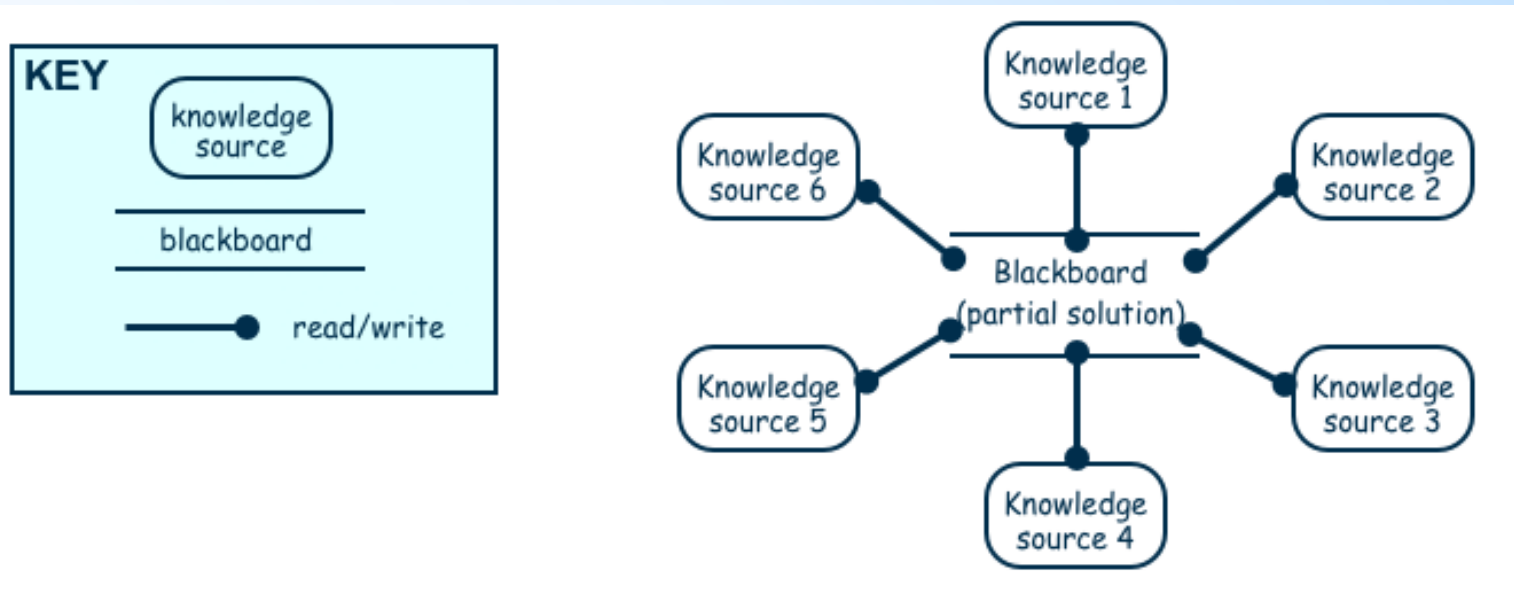 KEY
knowledge
source
blackboard
read/write
Knowledge
source 1
Knowledge
source 6
Knowledge
source 2
Blackboard
(partial solution)
Knowledge
source 5
Knowledge
source 3
Knowledge
source 4